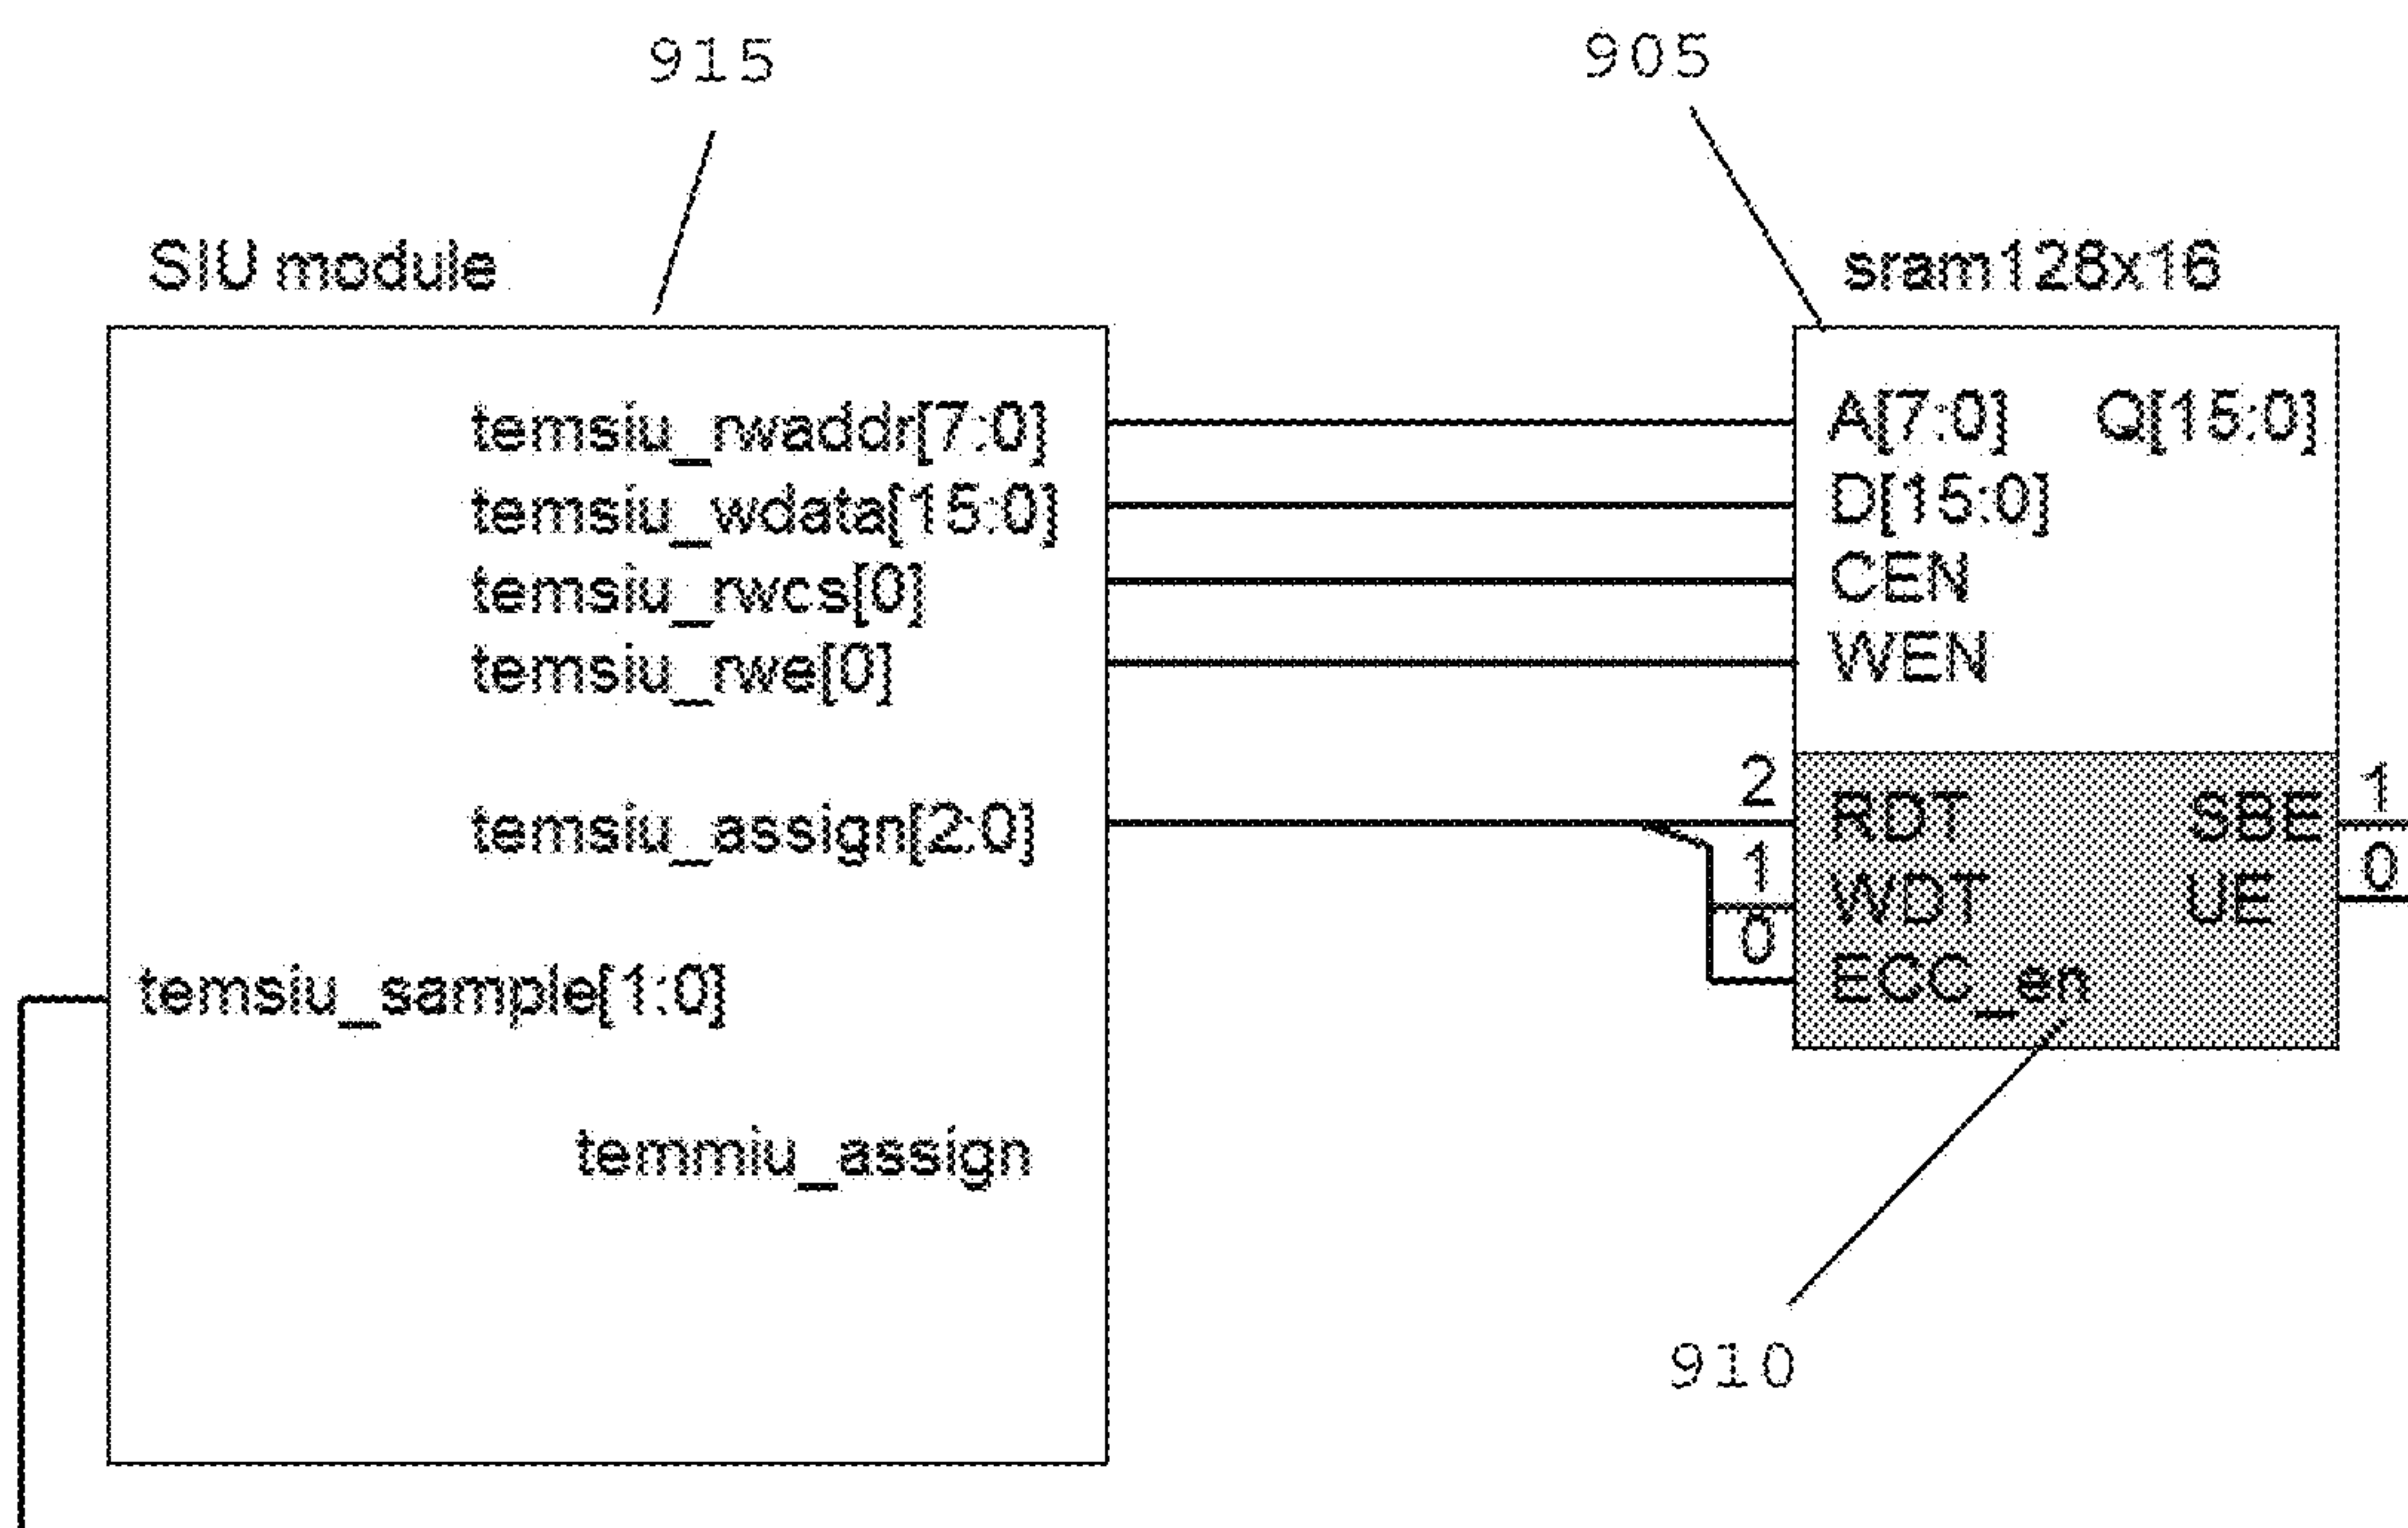 915
905
SIU module
sram128x16
temsiu_rwaddr[7:0]
A[7:0] Q[15:0]
temsiu_wdata[15:0]
D[15:0]
temsiu_rwcs[0]
CEN
temsiu_rwe[0]
WEN
temsiu_assign[2:0]
2
RDT SBE
1
1
WDT UE
0
0
ECC_en
temsiu_sample[1:0]
temmiu_assign
910